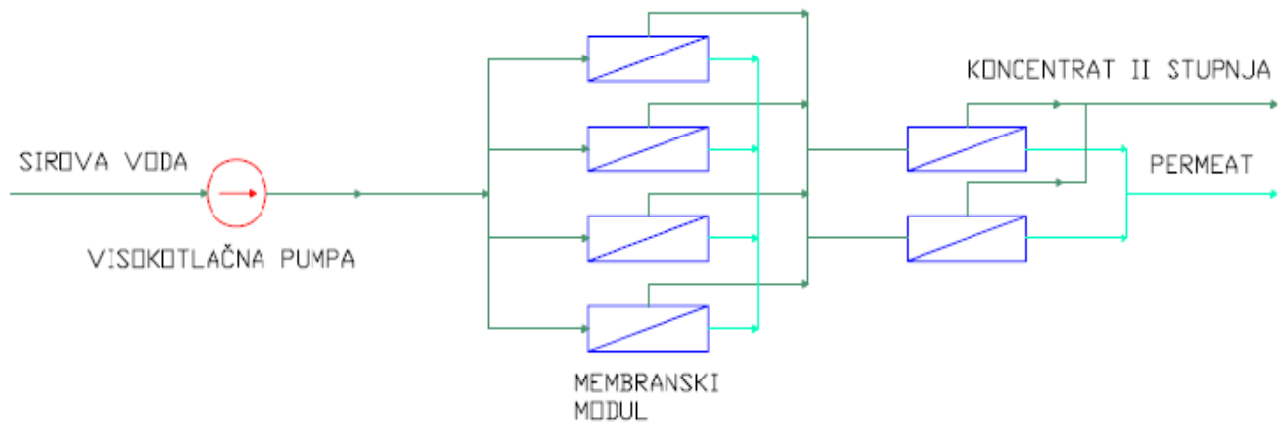 SIROVA VODA
VISOKOTLAČNA PUMPA
MEMBRANSKI
MODUL
KONCENTRAT II STUPNJA
PERMEAT